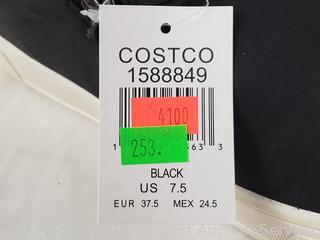 COSTCO
1588849
4100
253.
BLACK
US 7.5
EUR 37.5 MEX 24.5